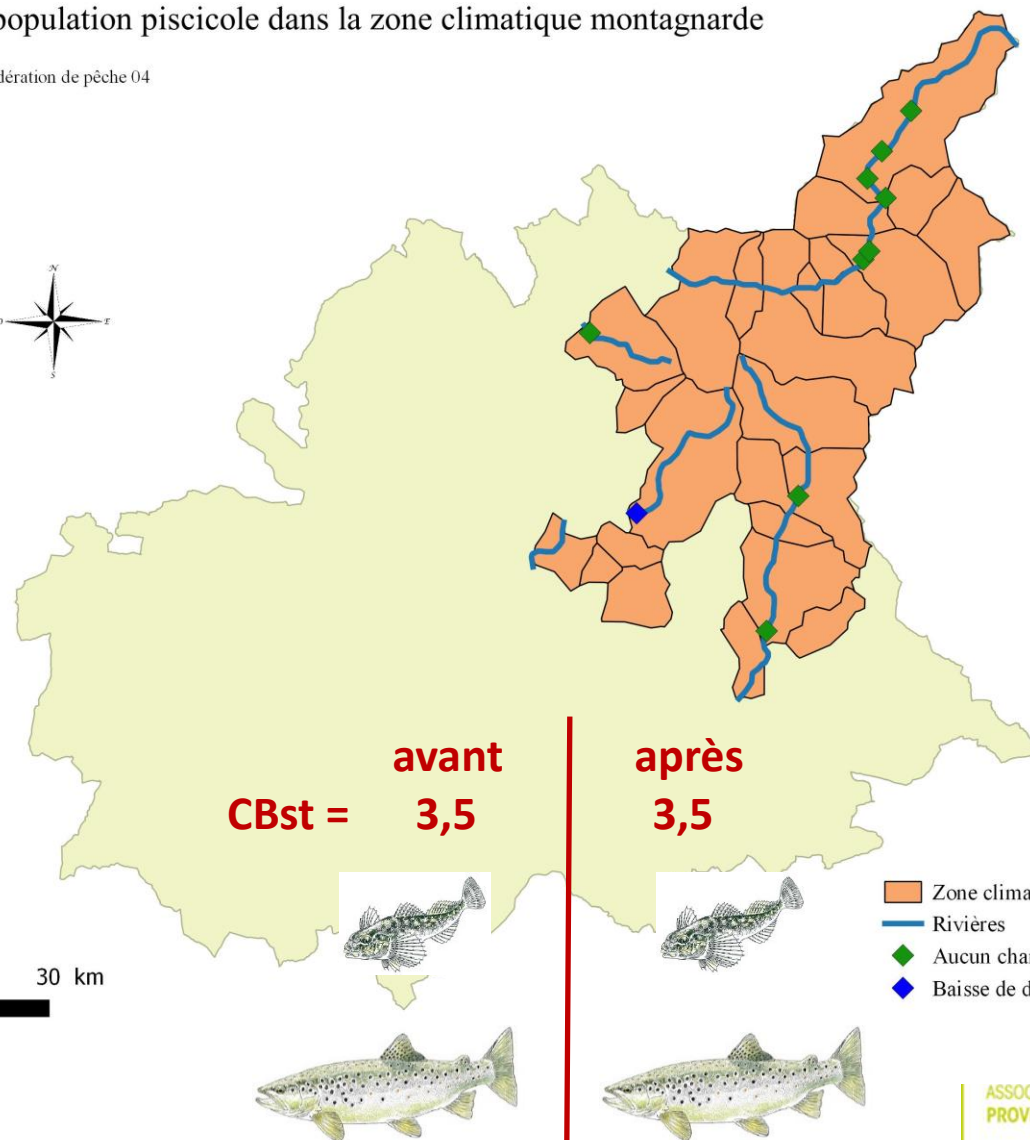 population piscicole dans la zone climatique montagnarde
dération de pêche 04
N
E
S
avant
après
CBst =
3,5
3,5
30 km
Zone clima
Rivières
Aucun cha
Baisse de d
ASSOC
PROV